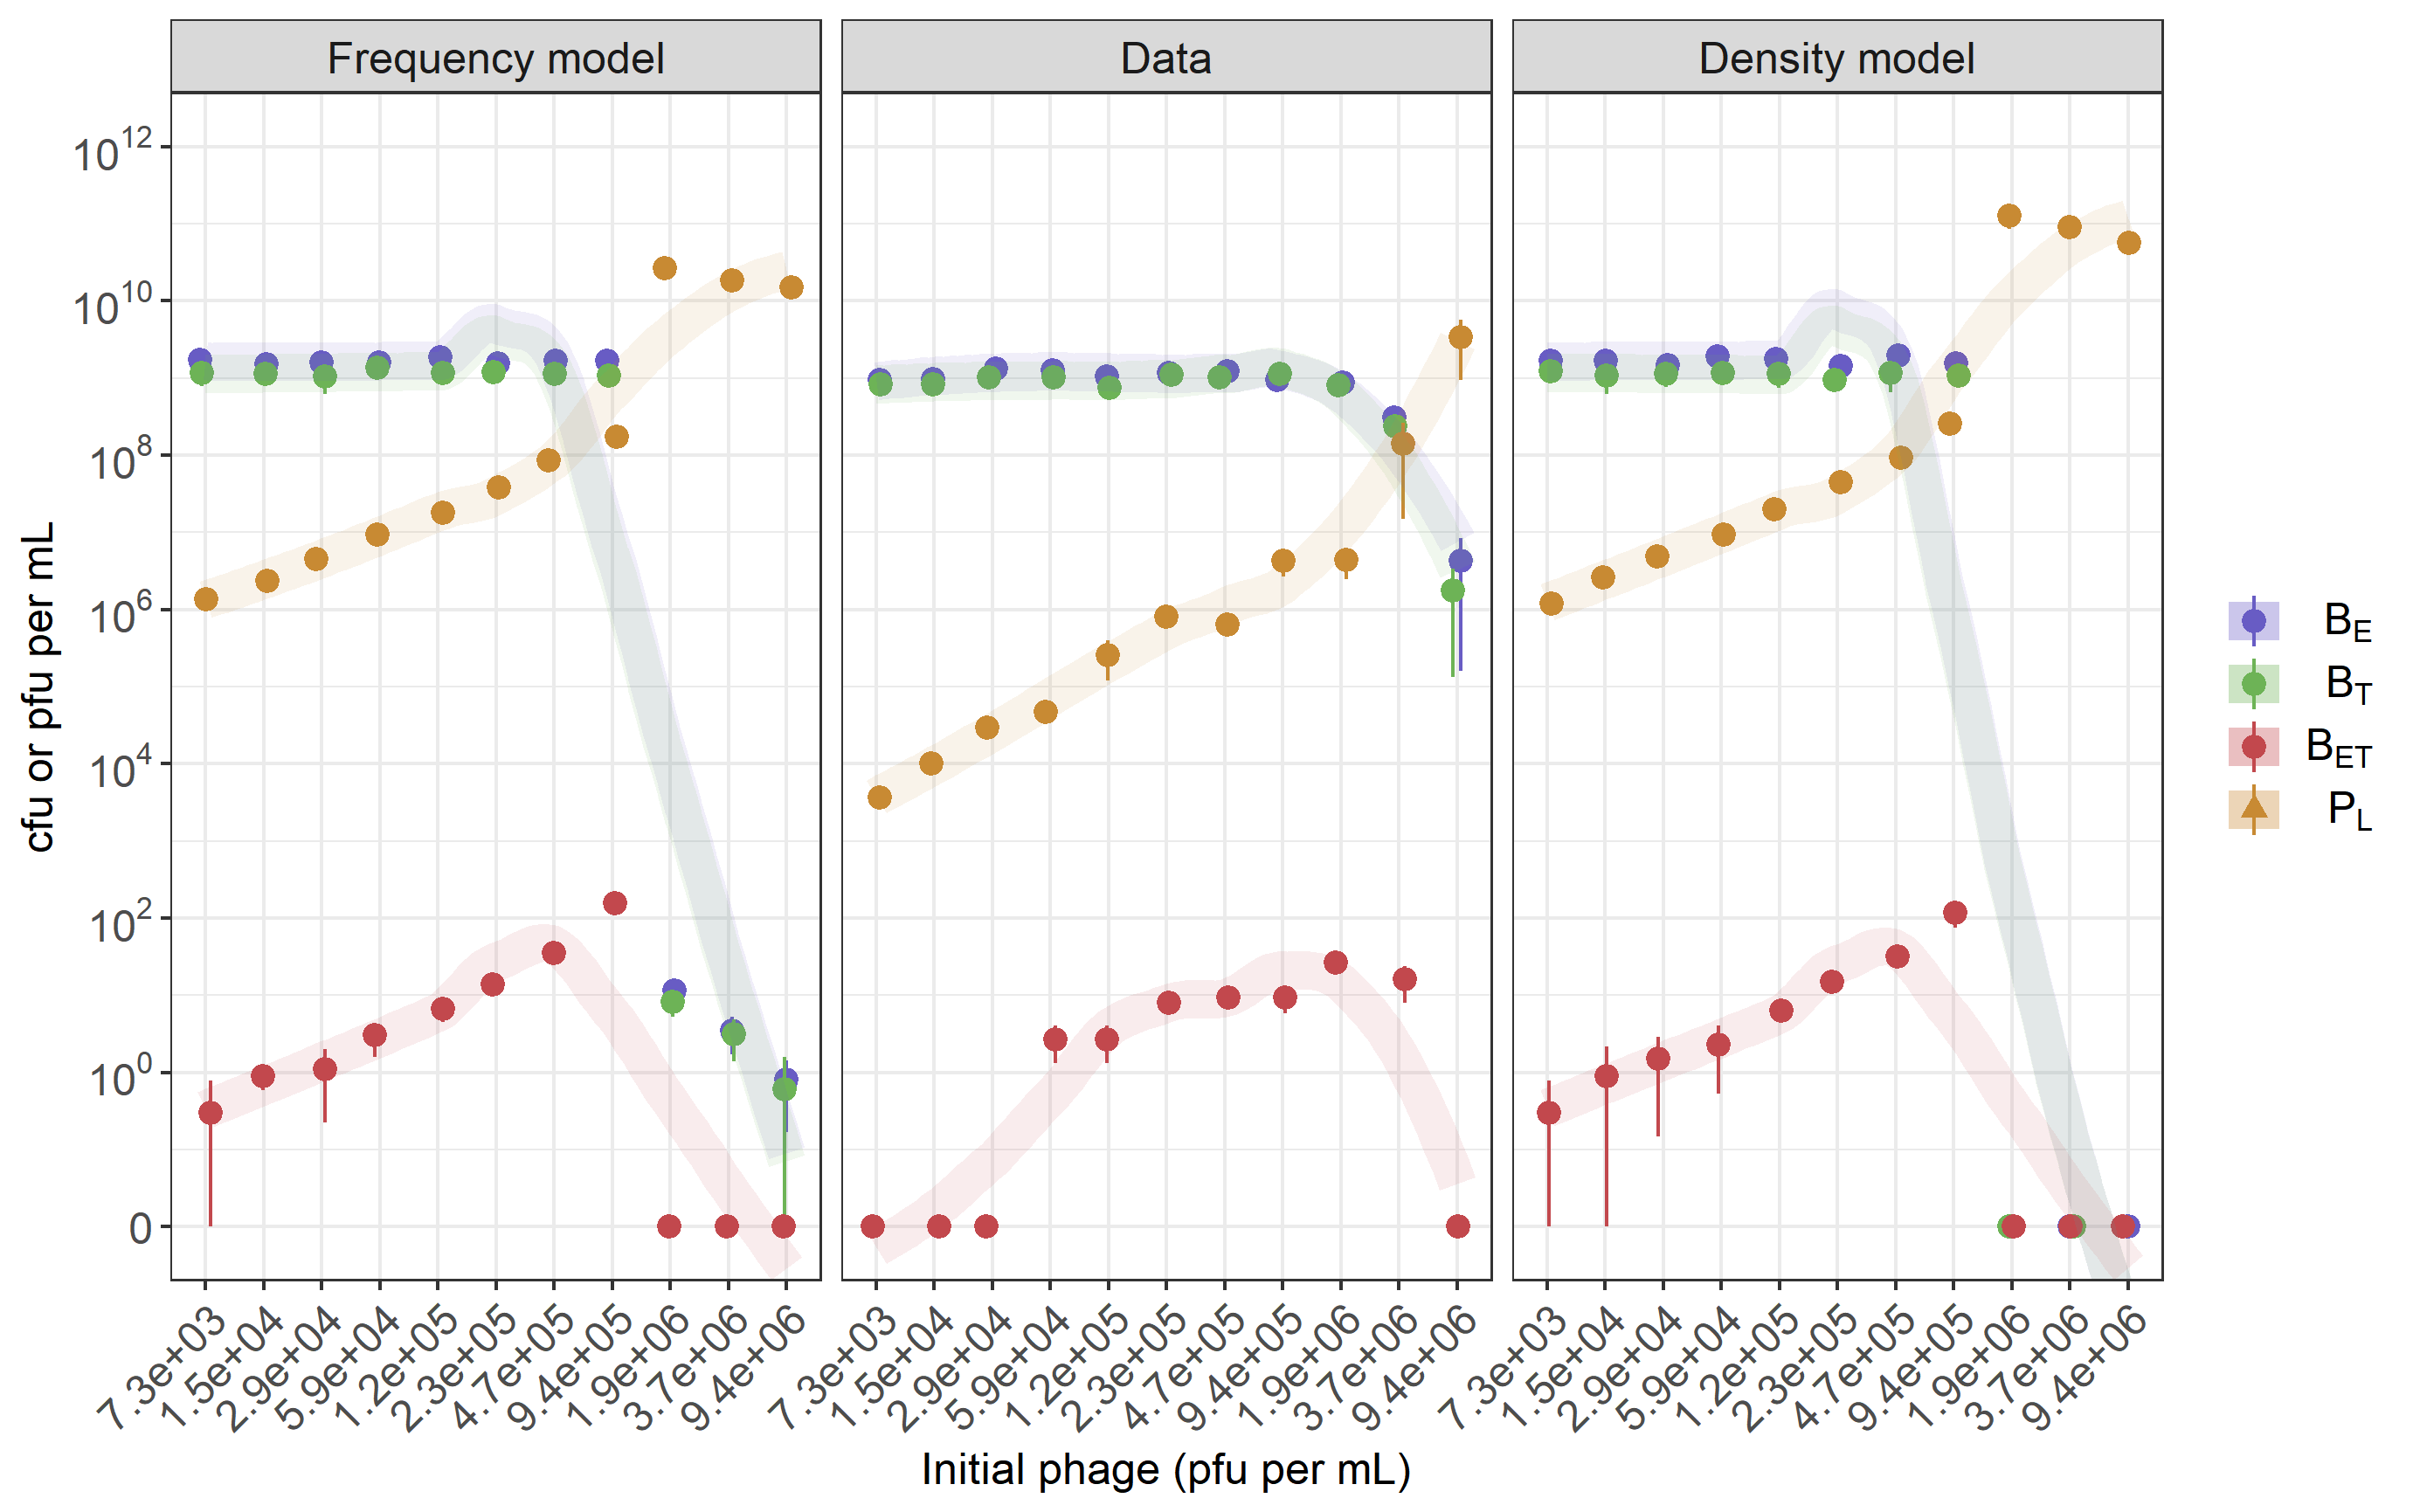 Frequency model
Data
Density model
cfu or pfu per mL
10^12
10^10
10^8
10^6
10^4
10^2
10^0
0
7.3e+03 1.5e+04 2.9e+04 5.9e+04 1.2e+05 2.3e+05 4.7e+05 9.4e+05 1.9e+06 3.7e+06 9.4e+06
7.3e+03 1.5e+04 2.9e+04 5.9e+04 1.2e+05 2.3e+05 4.7e+05 9.4e+05 1.9e+06 3.7e+06 9.4e+06
7.3e+03 1.5e+04 2.9e+04 5.9e+04 1.2e+05 2.3e+05 4.7e+05 9.4e+05 1.9e+06 3.7e+06 9.4e+06
Initial phage (pfu per mL)
B_E
B_T
B_ET
P_L